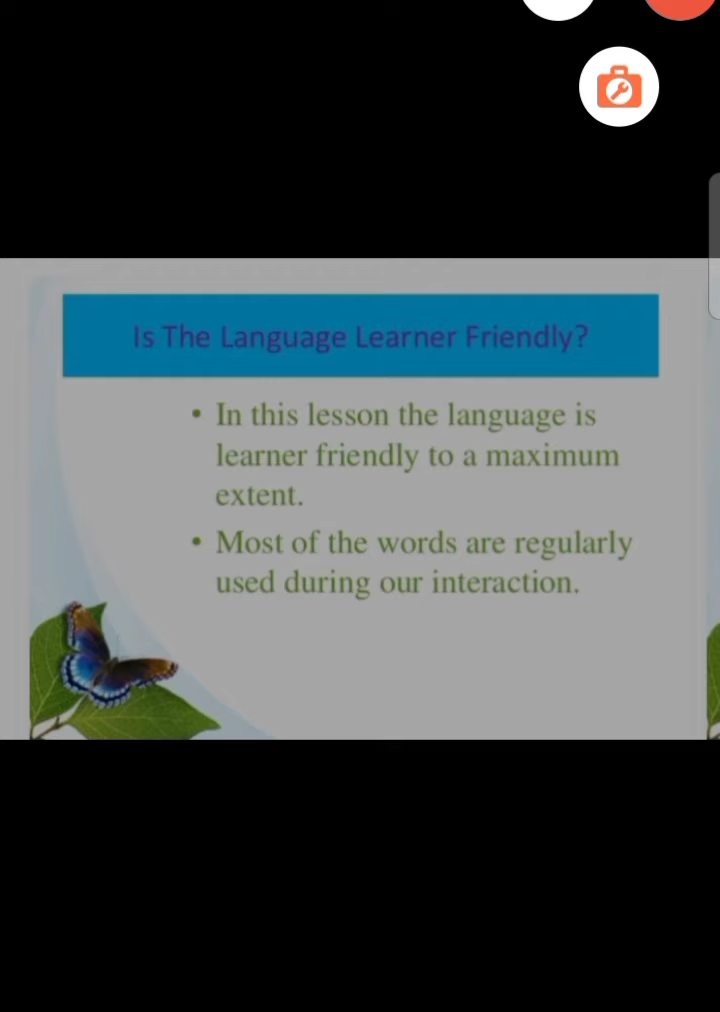 Is The Language Learner Friendly?
• In this lesson the language is
learner friendly to a maximum
extent.
• Most of the words are regularly
used during our interaction.